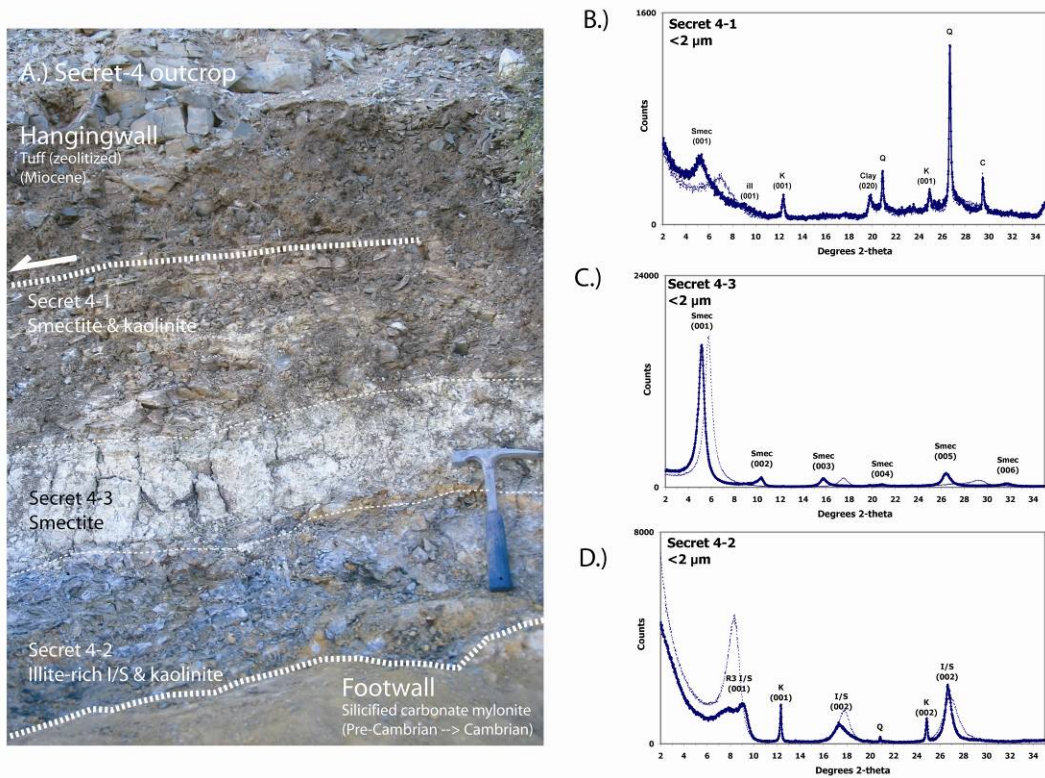 A.) Secret-4 outcrop
Hangingwall
Tuff (zeolitized)
(Miocene)
Secret 4-1
Smectite & kaolinite
Secret 4-3
Smectite
Secret 4-2
Illite-rich I/S & kaolinite
Footwall
Silicified carbonate mylonite
(Pre-Cambrian --> Cambrian)
B.)
1600
Secret 4-1
<2 µm
Counts
0
Smec
(001)
ill
(001)
K
(001)
Clay
(020)
Q
K
(001)
Q
C
2 4 6 8 10 12 14 16 18 20 22 24 26 28 30 32 34
Degrees 2-theta
C.)
24000
Secret 4-3
<2 µm
Counts
0
Smec
(001)
Smec
(002)
Smec
(003)
Smec
(004)
Smec
(005)
Smec
(006)
2 4 6 8 10 12 14 16 18 20 22 24 26 28 30 32 34
Degrees 2-theta
D.)
8000
Secret 4-2
<2 µm
Counts
0
R3 I/S
(001)
K
(001)
I/S
(002)
Q
K
(002)
I/S
(002)
2 4 6 8 10 12 14 16 18 20 22 24 26 28 30 32 34
Degrees 2-theta